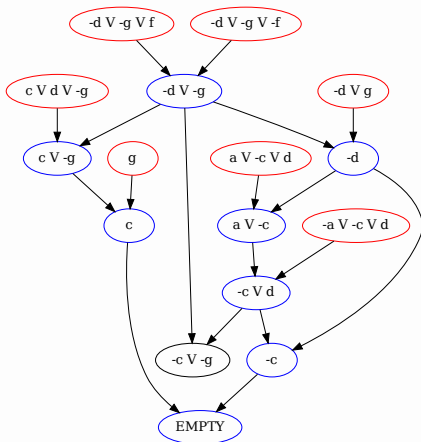 -d V -g V f
-d V -g V -f
c V d V -g
-d V -g
-d V g
c V -g
g
a V -c V d
-d
c
a V -c
-a V -c V d
-c V d
-c V -g
-c
EMPTY